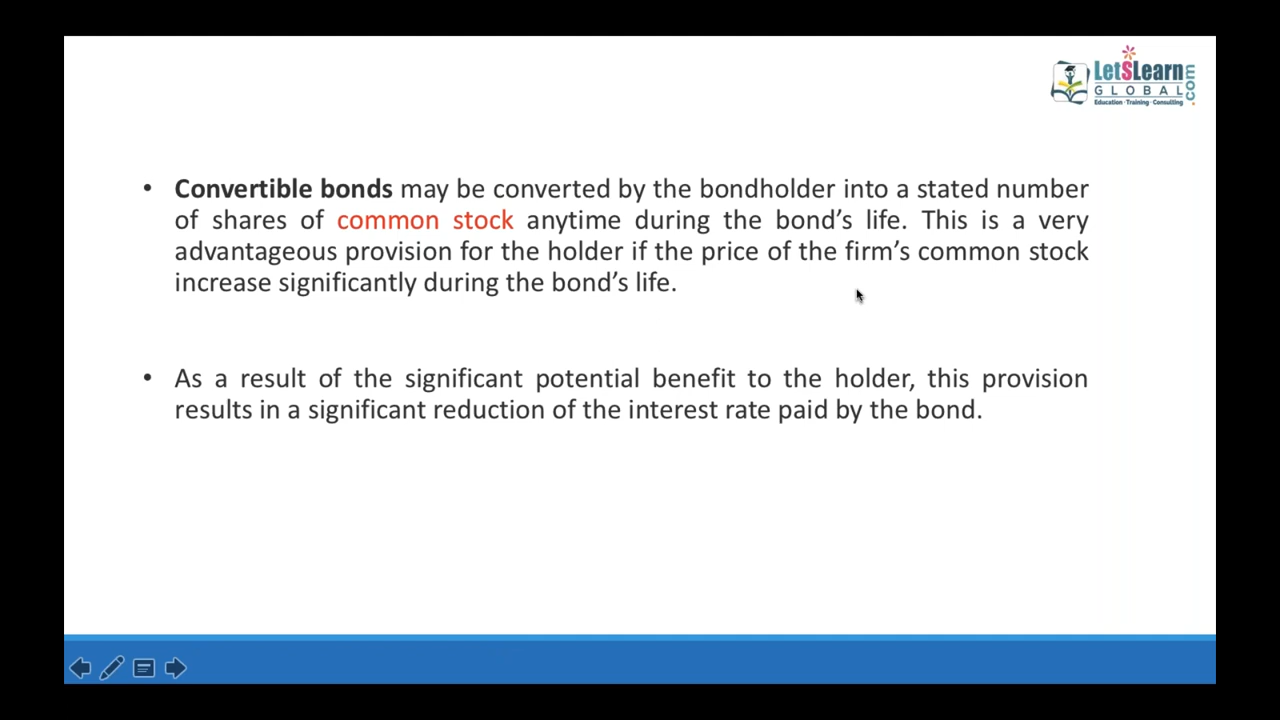 LetSLearn
GLOBAL
.com
Education · Training · Consulting
• Convertible bonds may be converted by the bondholder into a stated number
of shares of common stock anytime during the bond’s life. This is a very
advantageous provision for the holder if the price of the firm’s common stock
increase significantly during the bond’s life.
• As a result of the significant potential benefit to the holder, this provision
results in a significant reduction of the interest rate paid by the bond.